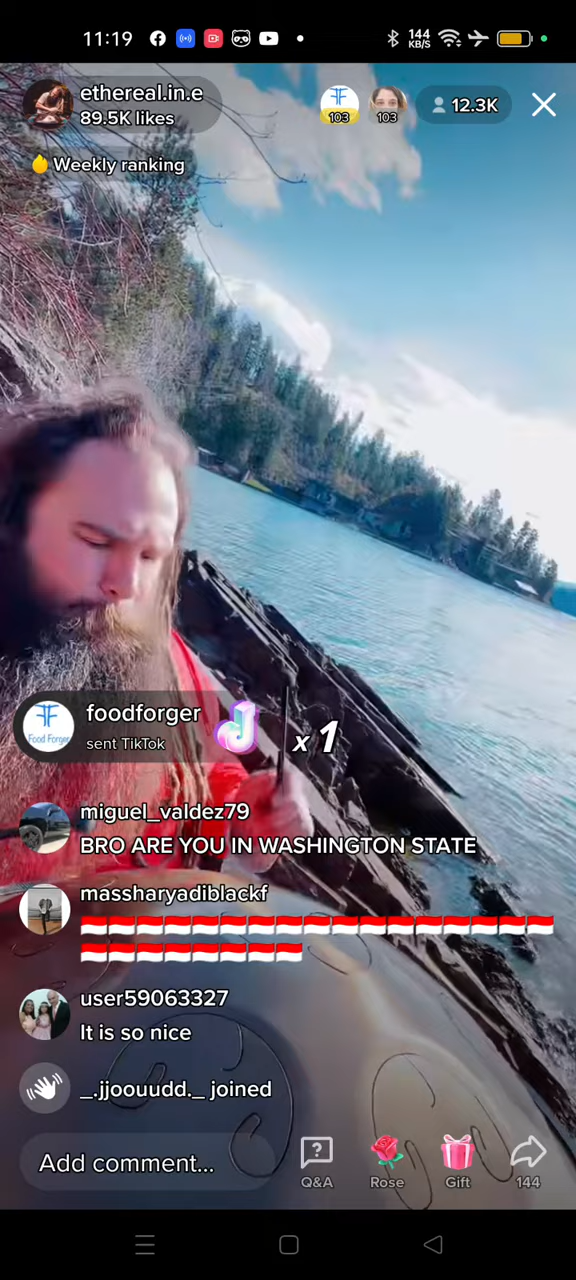 11:19
144
KB/S
ethereal.in.e
89.5K likes
103
103
12.3K
Weekly ranking
foodforger
sent TikTok
x 1
Food Forger
miguel_valdez79
BRO ARE YOU IN WASHINGTON STATE
massharyadiblackf
🇮🇩🇮🇩🇮🇩🇮🇩🇮🇩🇮🇩🇮🇩🇮🇩🇮🇩🇮🇩🇮🇩🇮🇩🇮🇩🇮🇩🇮🇩🇮🇩🇮🇩
🇮🇩🇮🇩🇮🇩🇮🇩🇮🇩🇮🇩🇮🇩🇮🇩
user59063327
It is so nice
_.jjoouudd._ joined
Add comment...
Q&A
Rose
Gift
144